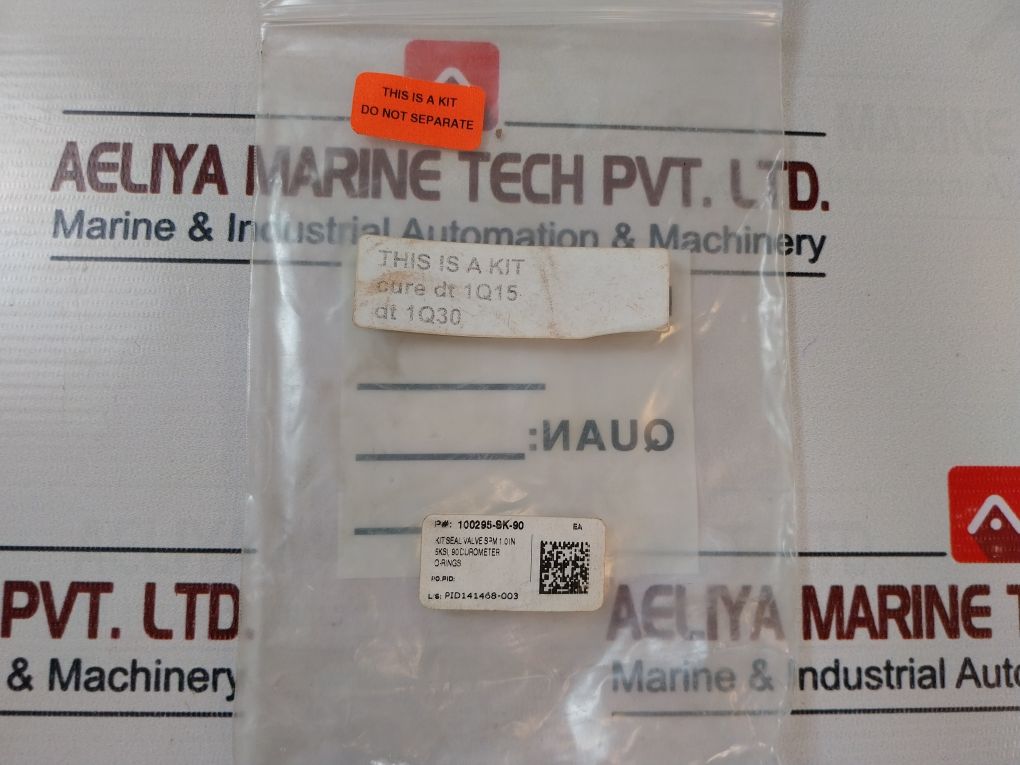 THIS IS A KIT
DO NOT SEPARATE
AELIYA MARINE TECH PVT. LTD.
Marine & Industrial Automation & Machinery
THIS IS A KIT
cure dt 1Q15
dt 1Q30
QUAN:
P#: 100295-SK-90 EA
KIT SEAL VALVE SPM 1.0 IN
5KSI, 90 DUROMETER
O-RINGS
PO.PID:
L/S: PID141468-003
PVT. LTD.
& Machinery
AELIYA MARINE T
Marine & Industrial Auto